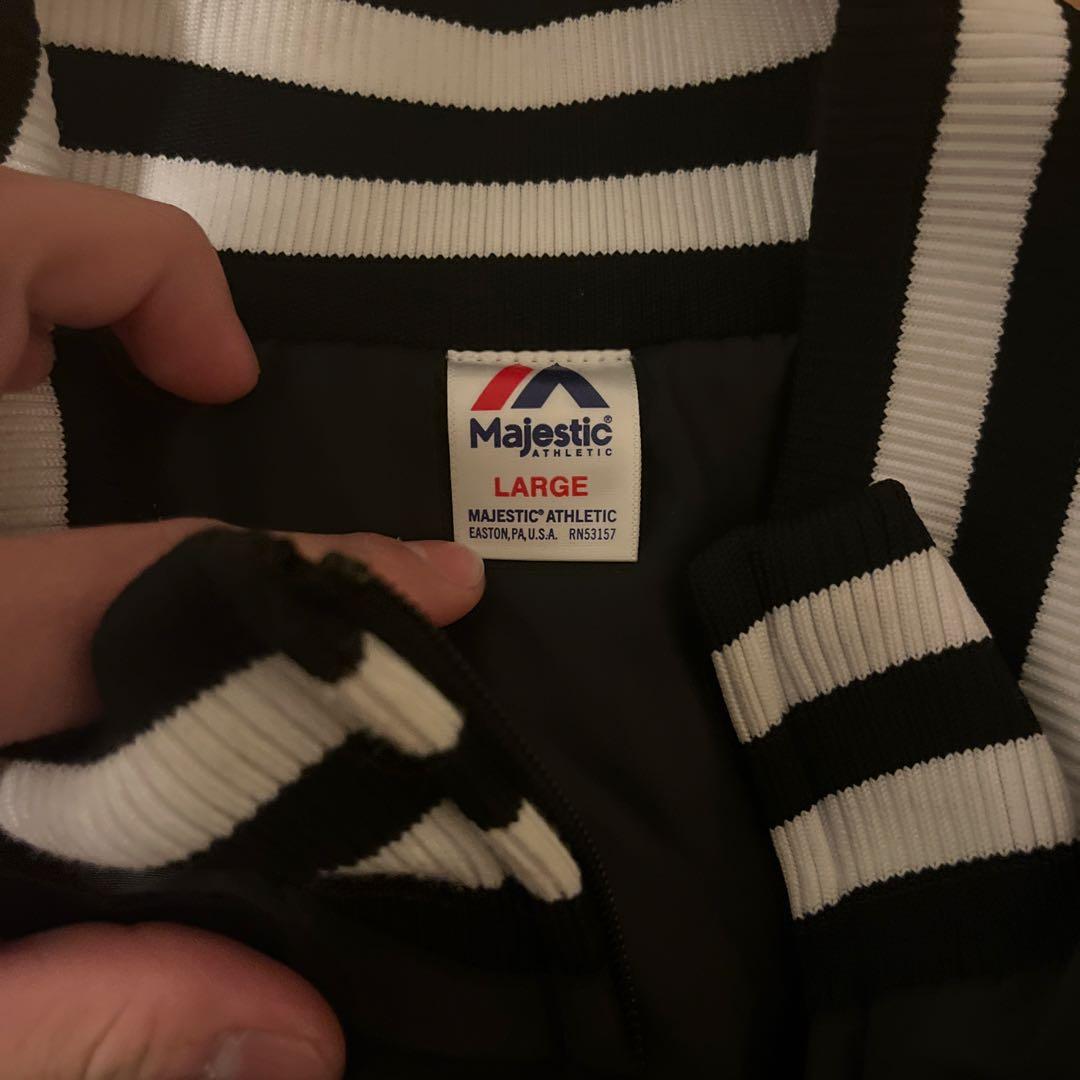 Majestic®
ATHLETIC
LARGE
MAJESTIC® ATHLETIC
EASTON, PA, U.S.A. RN53157